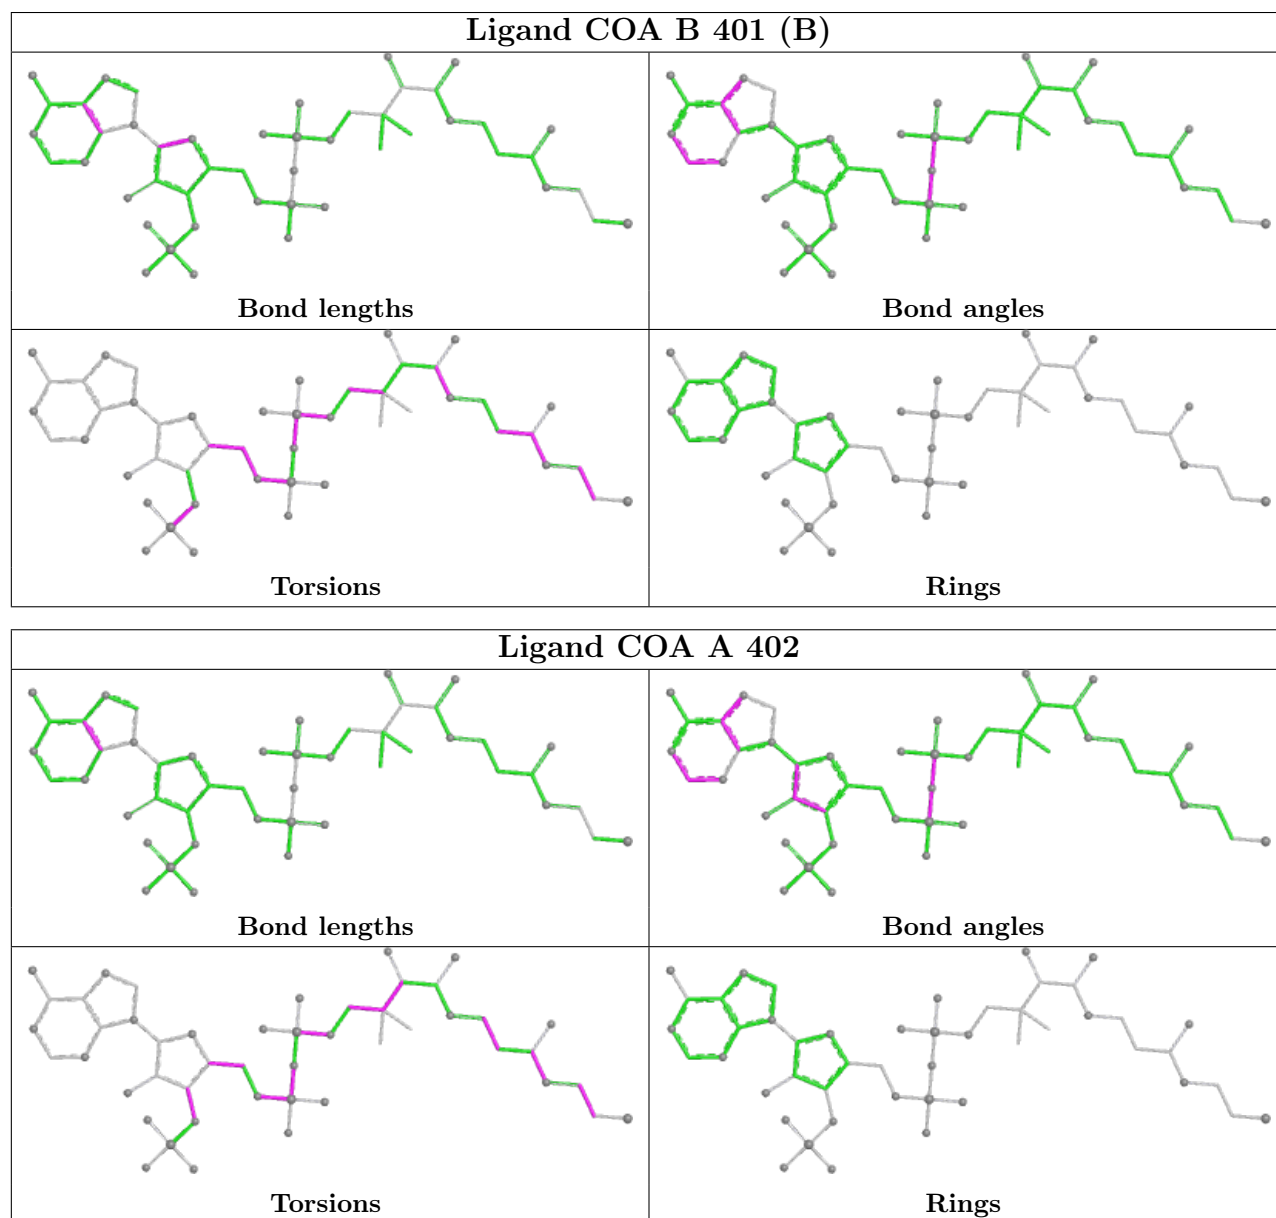 Ligand COA B 401 (B)
Bond lengths
Bond angles
Torsions
Rings
Ligand COA A 402
Bond lengths
Bond angles
Torsions
Rings